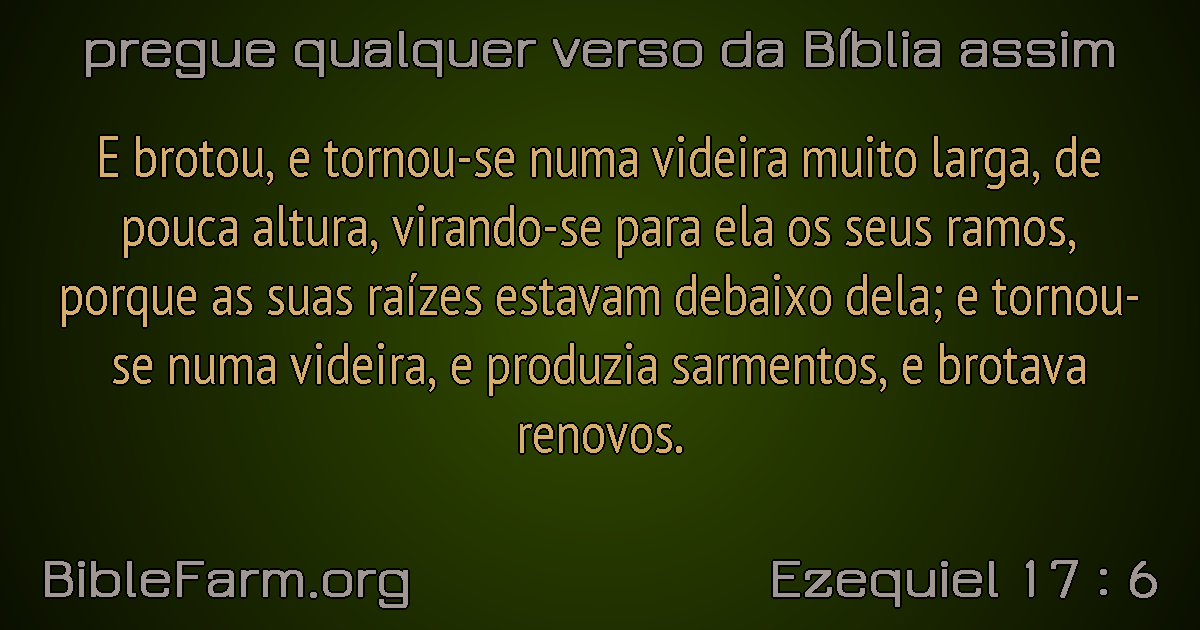 pregue qualquer verso da Bíblia assim
E brotou, e tornou-se numa videira muito larga, de
pouca altura, virando-se para ela os seus ramos,
porque as suas raízes estavam debaixo dela; e tornou-
se numa videira, e produzia sarmentos, e brotava
renovos.
BibleFarm.org
Ezequiel 17 : 6